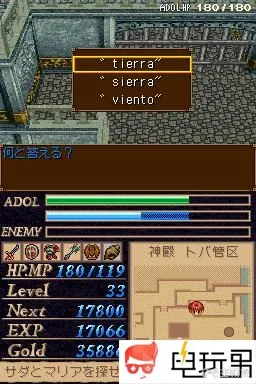 ADOL HP 180/180
" tierra"
" sierra"
" viento"
何と答える？
ADOL
ENEMY
HP.MP 180/119
Level 33
Next 17800
EXP 17066
Gold 35886
神殿 トバ管区
サダとマリアを探せ
电玩男